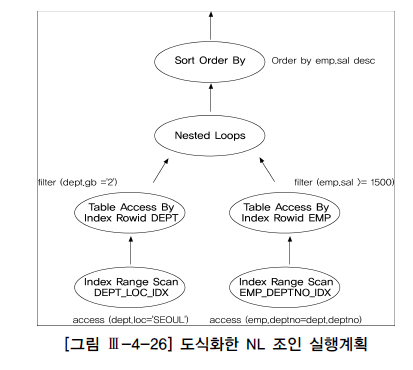 Sort Order By
Order by emp,sal desc
Nested Loops
filter (dept,gb ='2')
filter (emp,sal >= 1500)
Table Access By
Index Rowid DEPT
Table Access By
Index Rowid EMP
Index Range Scan
DEPT_LOC_IDX
Index Range Scan
EMP_DEPTNO_IDX
access (dept,loc='SEOUL')
access (emp,deptno=dept,deptno)
[그림 Ⅲ-4-26] 도식화한 NL 조인 실행계획